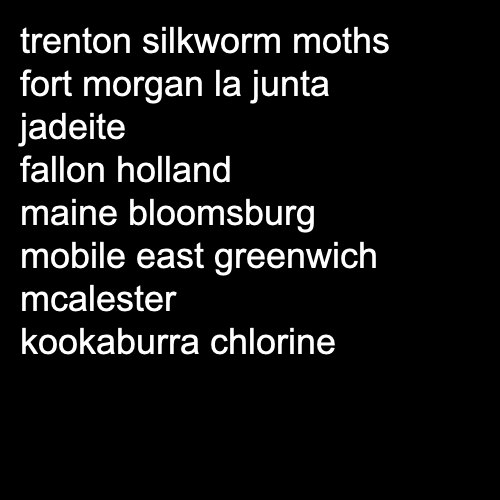 trenton silkworm moths
fort morgan la junta
jadeite
fallon holland
maine bloomsburg
mobile east greenwich
mcalester
kookaburra chlorine